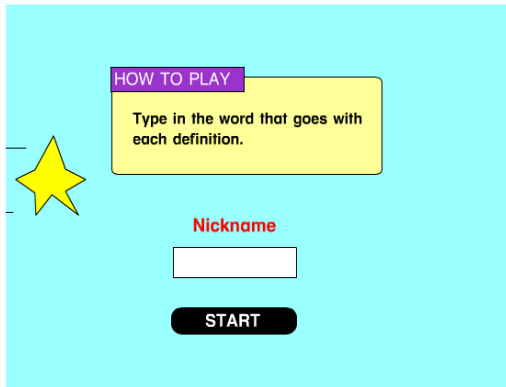 HOW TO PLAY
Type in the word that goes with
each definition.
Nickname
START